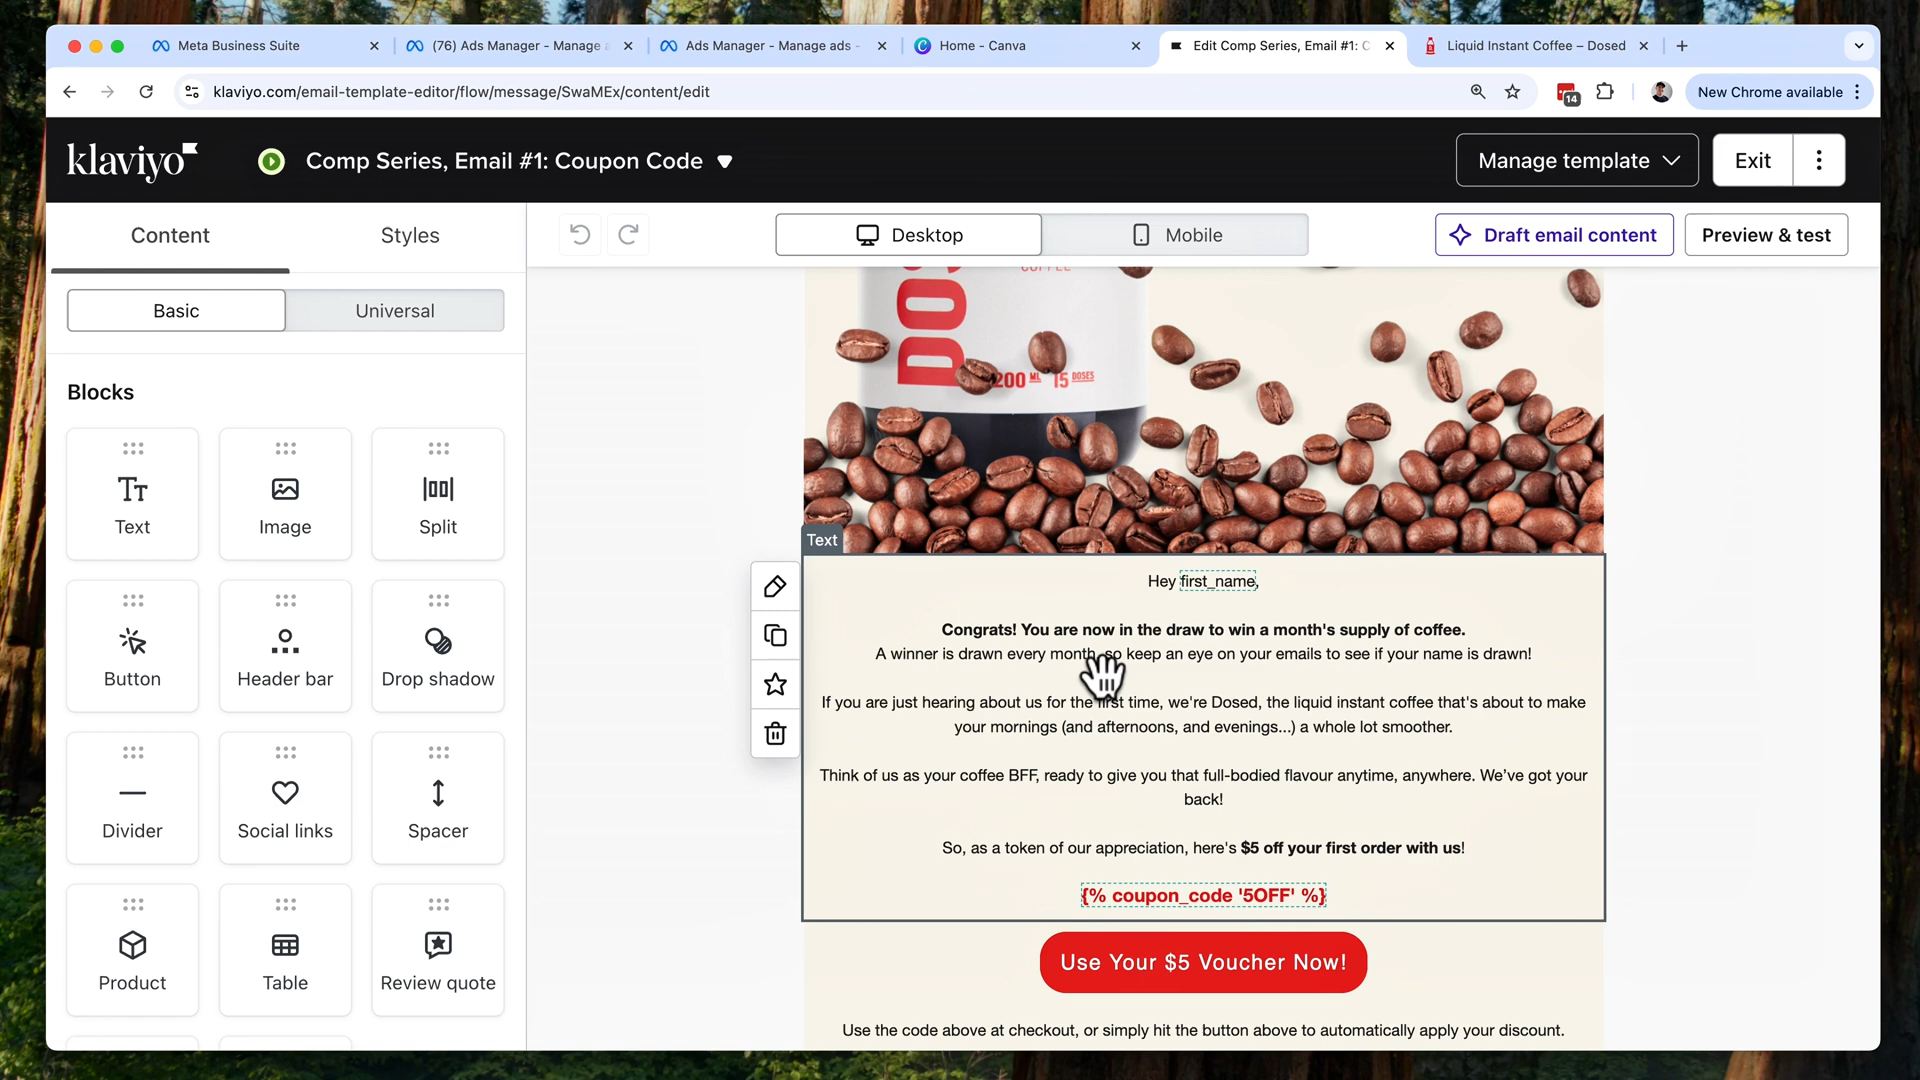 Meta Business Suite
(76) Ads Manager - Manage a
Ads Manager - Manage ads -
Home - Canva
Edit Comp Series, Email #1: C
Liquid Instant Coffee – Dosed
klaviyo.com/email-template-editor/flow/message/SwaMEx/content/edit
14
New Chrome available
klaviyo
Comp Series, Email #1: Coupon Code
Manage template
Exit
Content
Styles
Desktop
Mobile
Draft email content
Preview & test
Basic
Universal
Blocks
Text
Image
Split
Button
Header bar
Drop shadow
Divider
Social links
Spacer
Product
Table
Review quote
COFFEE
DOS
200 ML 15 DOSES
Text
Hey first_name,
Congrats! You are now in the draw to win a month's supply of coffee.
A winner is drawn every month, so keep an eye on your emails to see if your name is drawn!
If you are just hearing about us for the first time, we're Dosed, the liquid instant coffee that's about to make
your mornings (and afternoons, and evenings...) a whole lot smoother.
Think of us as your coffee BFF, ready to give you that full-bodied flavour anytime, anywhere. We’ve got your
back!
So, as a token of our appreciation, here's $5 off your first order with us!
{% coupon_code '5OFF' %}
Use Your $5 Voucher Now!
Use the code above at checkout, or simply hit the button above to automatically apply your discount.